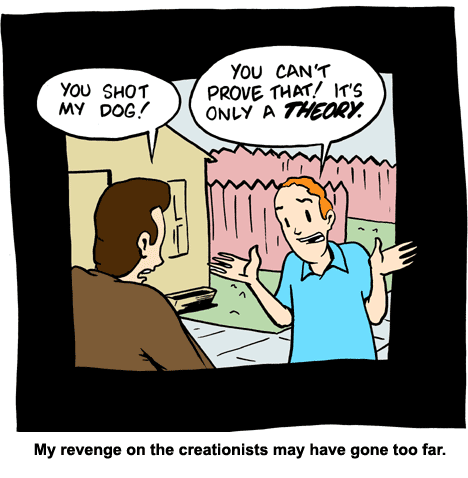 YOU SHOT
MY DOG!
YOU CAN'T
PROVE THAT! IT'S
ONLY A THEORY.
My revenge on the creationists may have gone too far.